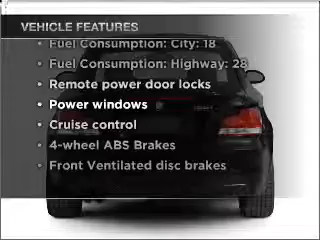 VEHICLE FEATURES
• Fuel Consumption: City: 18
• Fuel Consumption: Highway: 28
• Remote power door locks
• Power windows
• Cruise control
• 4-wheel ABS Brakes
• Front Ventilated disc brakes